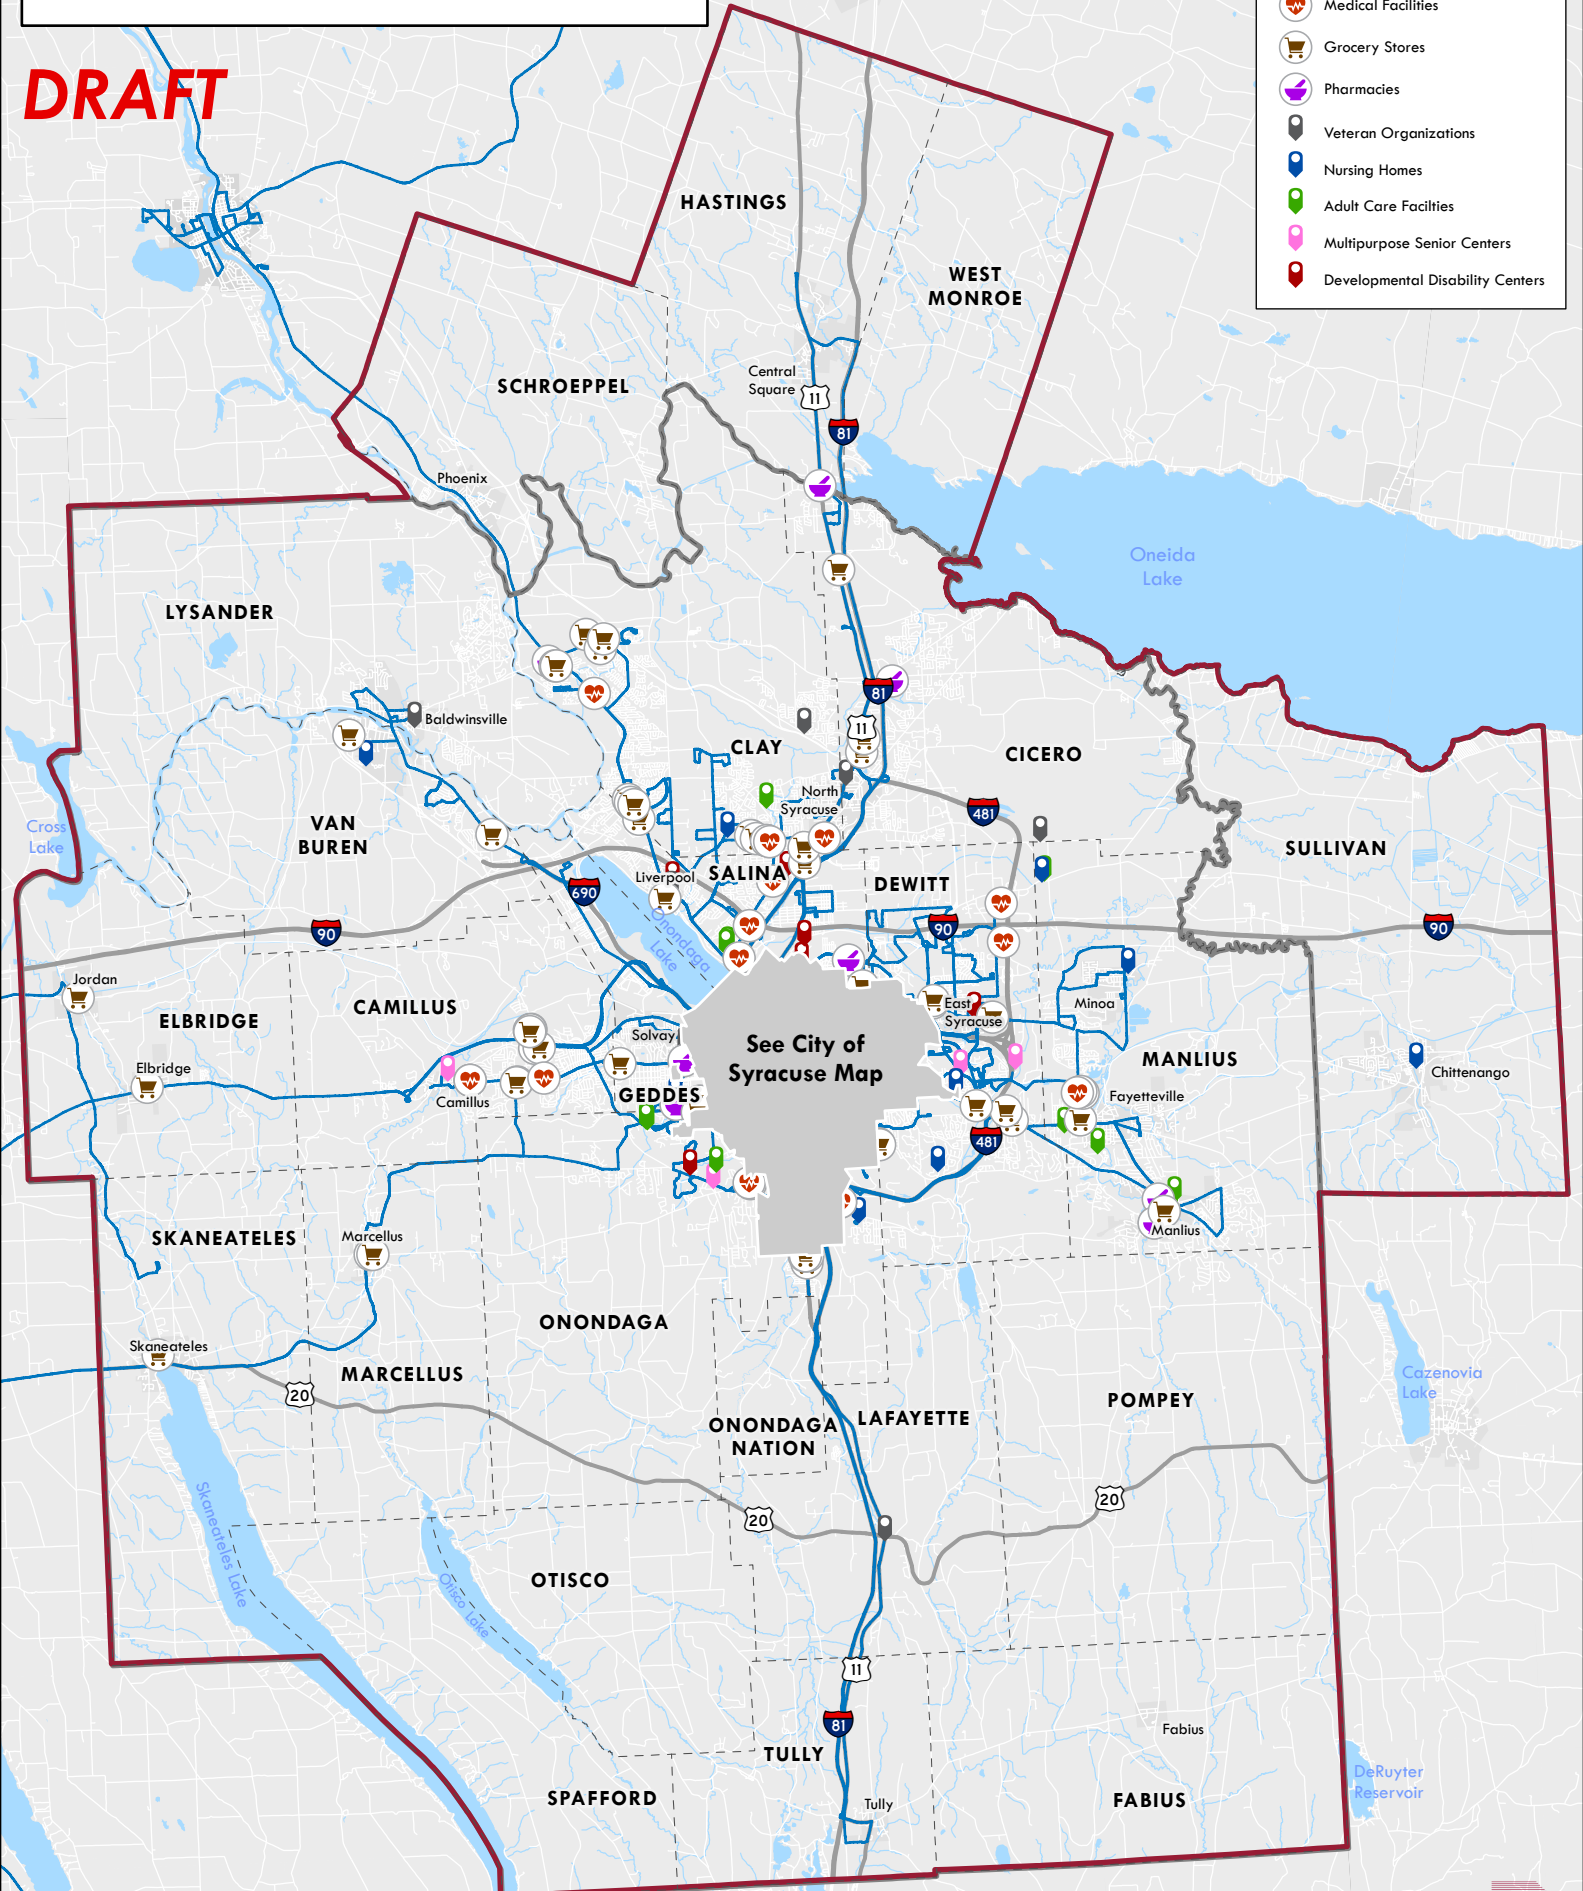 DRAFT
Medical Facilities
Grocery Stores
Pharmacies
Veteran Organizations
Nursing Homes
Adult Care Facilties
Multipurpose Senior Centers
Developmental Disability Centers
HASTINGS
WEST
MONROE
Central
Square
11
81
SCHROEPPEL
Phoenix
Oneida
Lake
LYSANDER
81
11
Baldwinsville
CLAY
CICERO
North
Syracuse
481
Cross
Lake
VAN
BUREN
SULLIVAN
Liverpool
SALINA
DEWITT
690
90
90
90
Onondaga
Lake
Jordan
ELBRIDGE
CAMILLUS
Solvay
See City of
Syracuse Map
East
Syracuse
Minoa
MANLIUS
Elbridge
Camillus
GEDDES
Fayetteville
Chittenango
481
SKANEATELES
Marcellus
Manlius
ONONDAGA
Skaneateles
MARCELLUS
20
ONONDAGA
NATION
LAFAYETTE
POMPEY
Cazenovia
Lake
Skaneateles Lake
20
20
Otisco Lake
OTISCO
11
81
TULLY
Fabius
SPAFFORD
Tully
FABIUS
DeRuyter
Reservoir